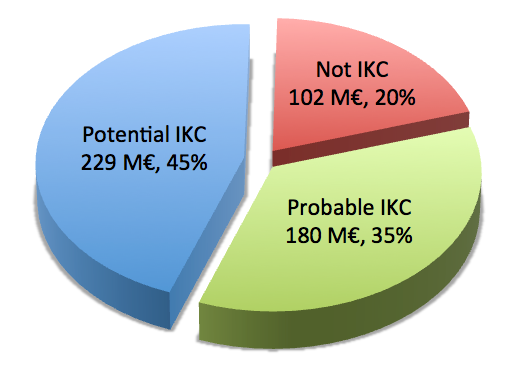 Not IKC
102 M€, 20%
Potential IKC
229 M€, 45%
Probable IKC
180 M€, 35%